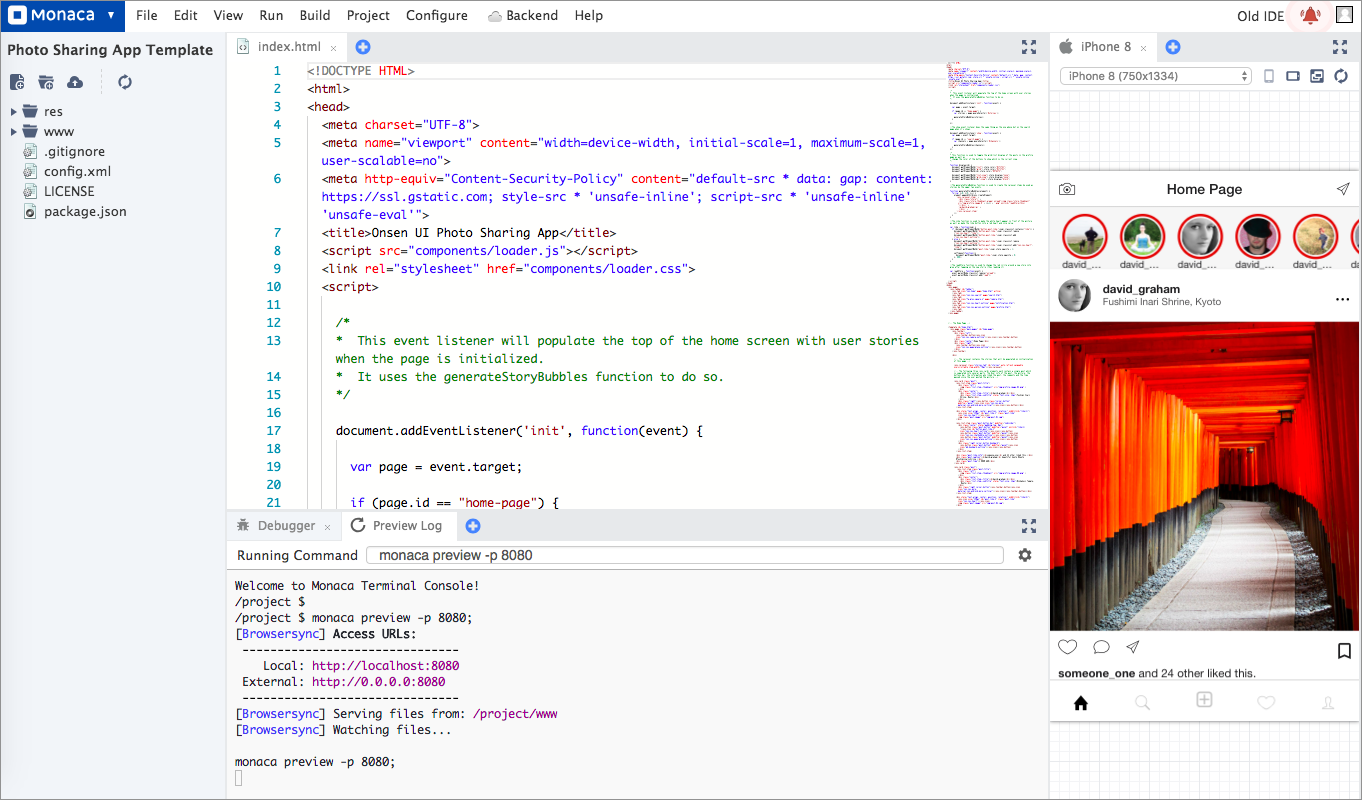 Monaca ▼ File Edit View Run Build Project Configure Backend Help Old IDE
Photo Sharing App Template
res
www
.gitignore
config.xml
LICENSE
package.json
index.html ×
1 <!DOCTYPE HTML>
2 <html>
3 <head>
4 <meta charset="UTF-8">
5 <meta name="viewport" content="width=device-width, initial-scale=1, maximum-scale=1,
user-scalable=no">
6 <meta http-equiv="Content-Security-Policy" content="default-src * data: gap: content:
https://ssl.gstatic.com; style-src * 'unsafe-inline'; script-src * 'unsafe-inline'
'unsafe-eval'">
7 <title>Onsen UI Photo Sharing App</title>
8 <script src="components/loader.js"></script>
9 <link rel="stylesheet" href="components/loader.css">
10 <script>
11
12 /*
13 * This event listener will populate the top of the home screen with user stories
when the page is initialized.
14 * It uses the generateStoryBubbles function to do so.
15 */
16
17 document.addEventListener('init', function(event) {
18
19 var page = event.target;
20
21 if (page.id == "home-page") {
Debugger × Preview Log
Running Command monaca preview -p 8080
Welcome to Monaca Terminal Console!
/project $
/project $ monaca preview -p 8080;
[Browsersync] Access URLs:
-------------------------------
Local: http://localhost:8080
External: http://0.0.0.0:8080
-------------------------------
[Browsersync] Serving files from: /project/www
[Browsersync] Watching files...
monaca preview -p 8080;
iPhone 8 ×
iPhone 8 (750x1334)
Home Page
david_... david_... david_... david_... david_...
david_graham
Fushimi Inari Shrine, Kyoto
someone_one and 24 other liked this.